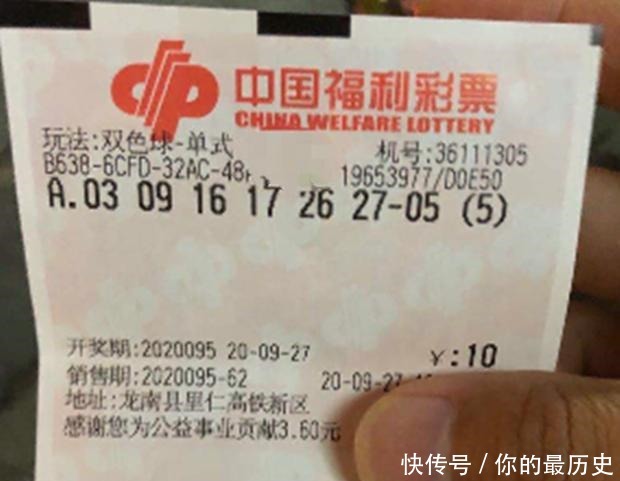 中国福利彩票
CHINA WELFARE LOTTERY
玩法:双色球-单式
机号:36111305
B638-6CFD-32AC-48
19653977/D0E50
A.03 09 16 17 26 27-05 (5)
开奖期:2020095 20-09-27
¥:10
销售期:2020095-62
20-09-27
地址:龙南县里仁高铁新区
感谢您为公益事业贡献3.60元
快传号/你的最历史